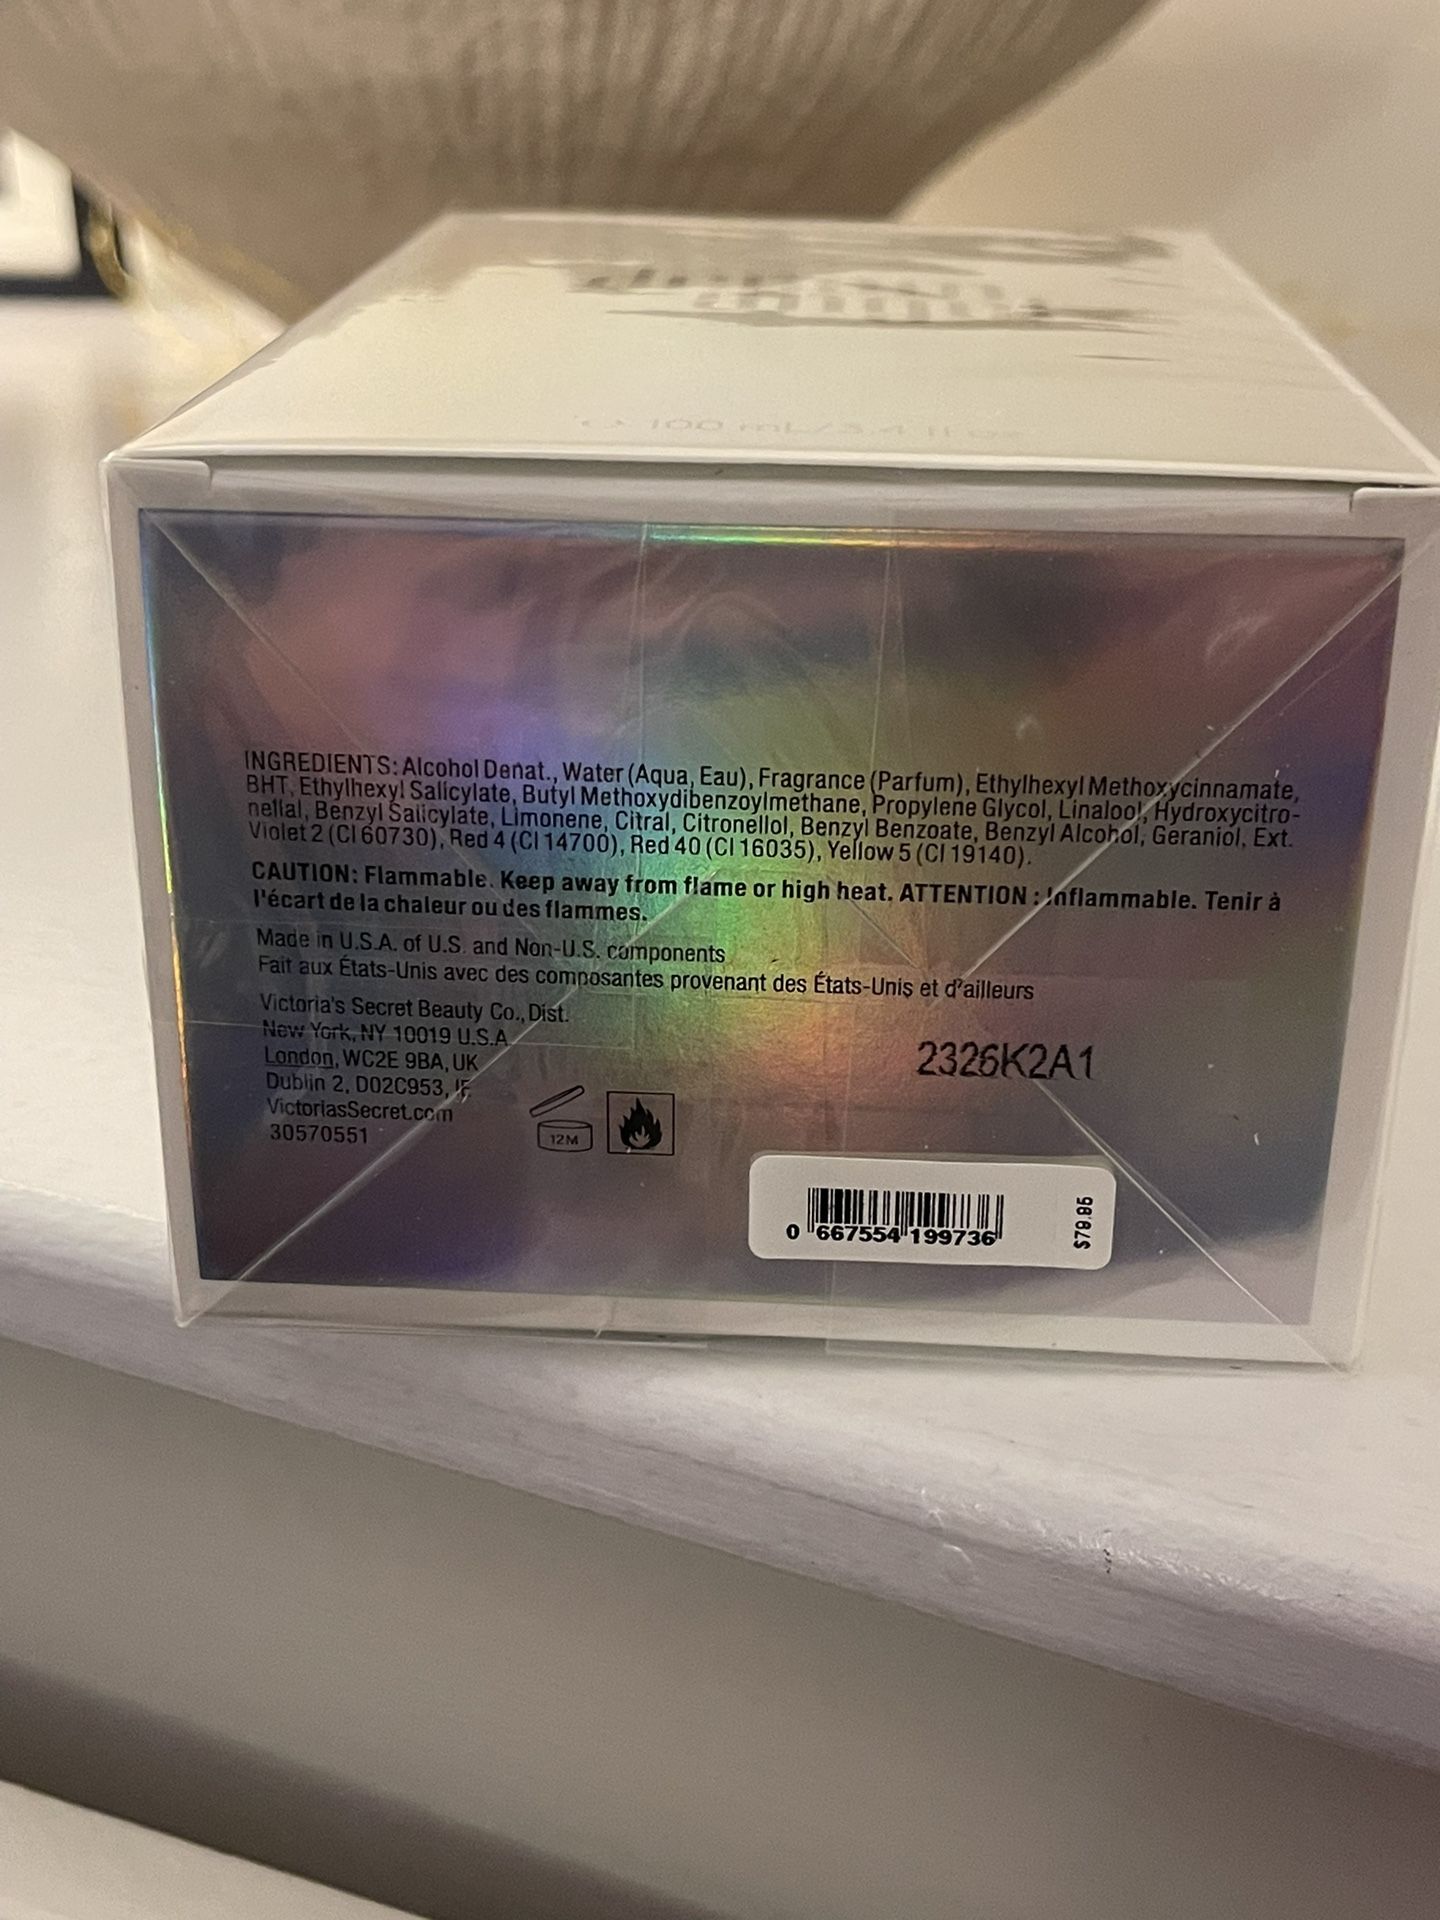 100 mL/3.4 fl oz
INGREDIENTS: Alcohol Denat., Water (Aqua, Eau), Fragrance (Parfum), Ethylhexyl Methoxycinnamate,
BHT, Ethylhexyl Salicylate, Butyl Methoxydibenzoylmethane, Propylene Glycol, Linalool, Hydroxycitro-
nellal, Benzyl Salicylate, Limonene, Citral, Citronellol, Benzyl Benzoate, Benzyl Alcohol, Geraniol, Ext.
Violet 2 (CI 60730), Red 4 (CI 14700), Red 40 (CI 16035), Yellow 5 (CI 19140).
CAUTION: Flammable. Keep away from flame or high heat. ATTENTION : Inflammable. Tenir à
l'écart de la chaleur ou des flammes.
Made in U.S.A. of U.S. and Non-U.S. components
Fait aux États-Unis avec des composantes provenant des États-Unis et d'ailleurs
Victoria's Secret Beauty Co., Dist.
New York, NY 10019 U.S.A.
London, WC2E 9BA, UK
Dublin 2, D02C953, IE
VictoriasSecret.com
30570551
12M
2326K2A1
0 667554 199736
$79.95